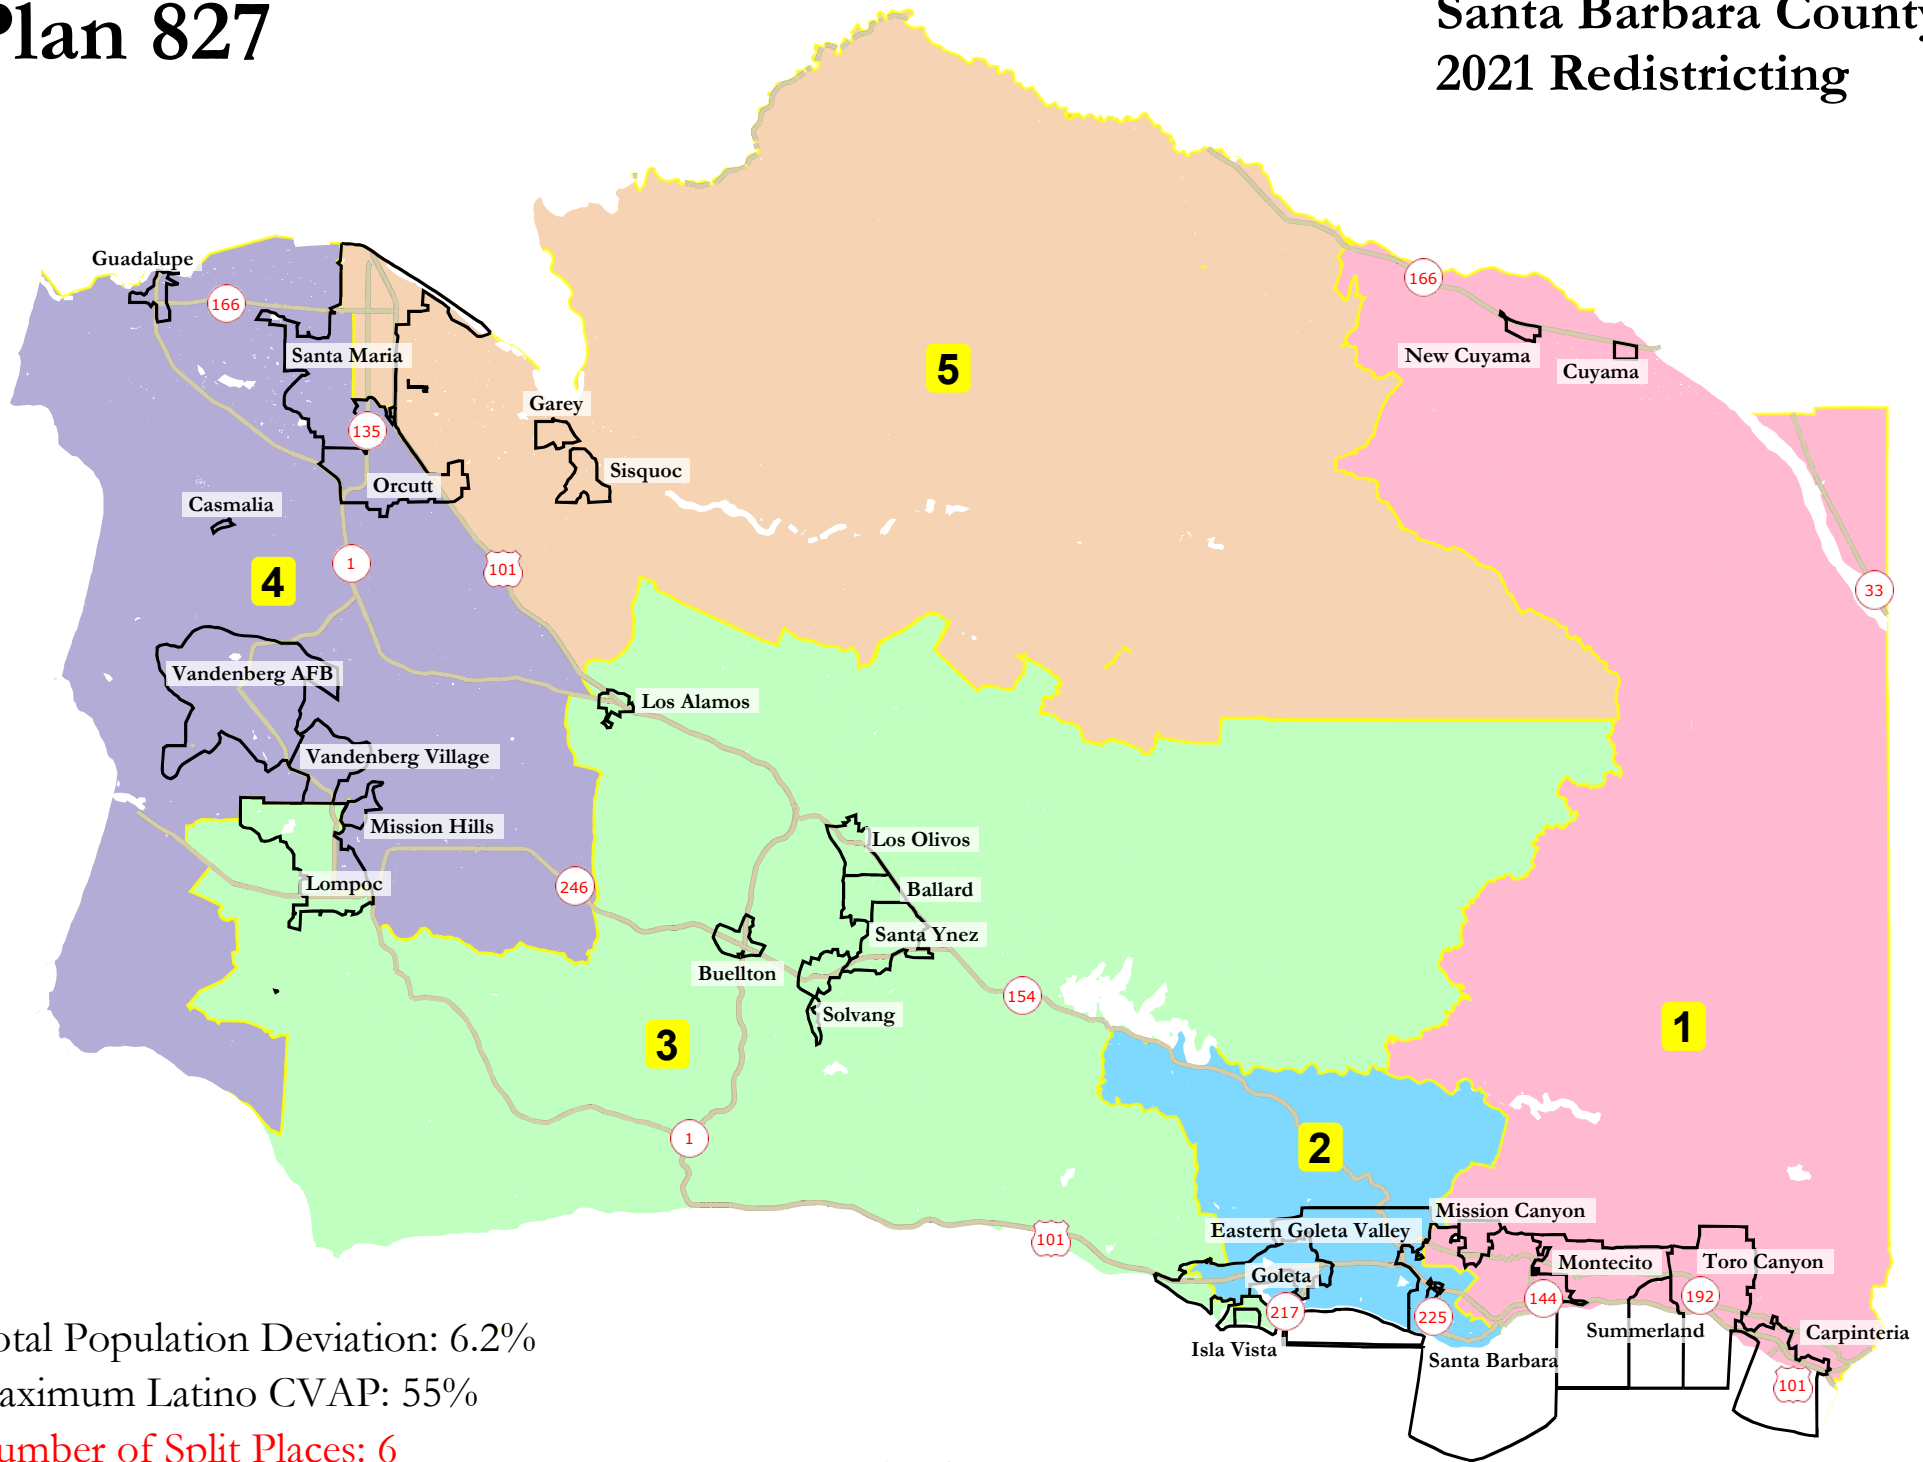 Plan 827
Santa Barbara County
2021 Redistricting
Guadalupe
166
Santa Maria
135
Orcutt
Casmalia
4
1
101
Garey
Sisquoc
5
166
New Cuyama
Cuyama
33
Vandenberg AFB
Vandenberg Village
Mission Hills
Lompoc
246
Los Alamos
Los Olivos
Ballard
Santa Ynez
Buellton
Solvang
154
3
1
1
2
101
Mission Canyon
Eastern Goleta Valley
Goleta
Montecito
Toro Canyon
217
225
144
192
Isla Vista
Santa Barbara
Summerland
Carpinteria
101
otal Population Deviation: 6.2%
aximum Latino CVAP: 55%
umber of Split Places: 6